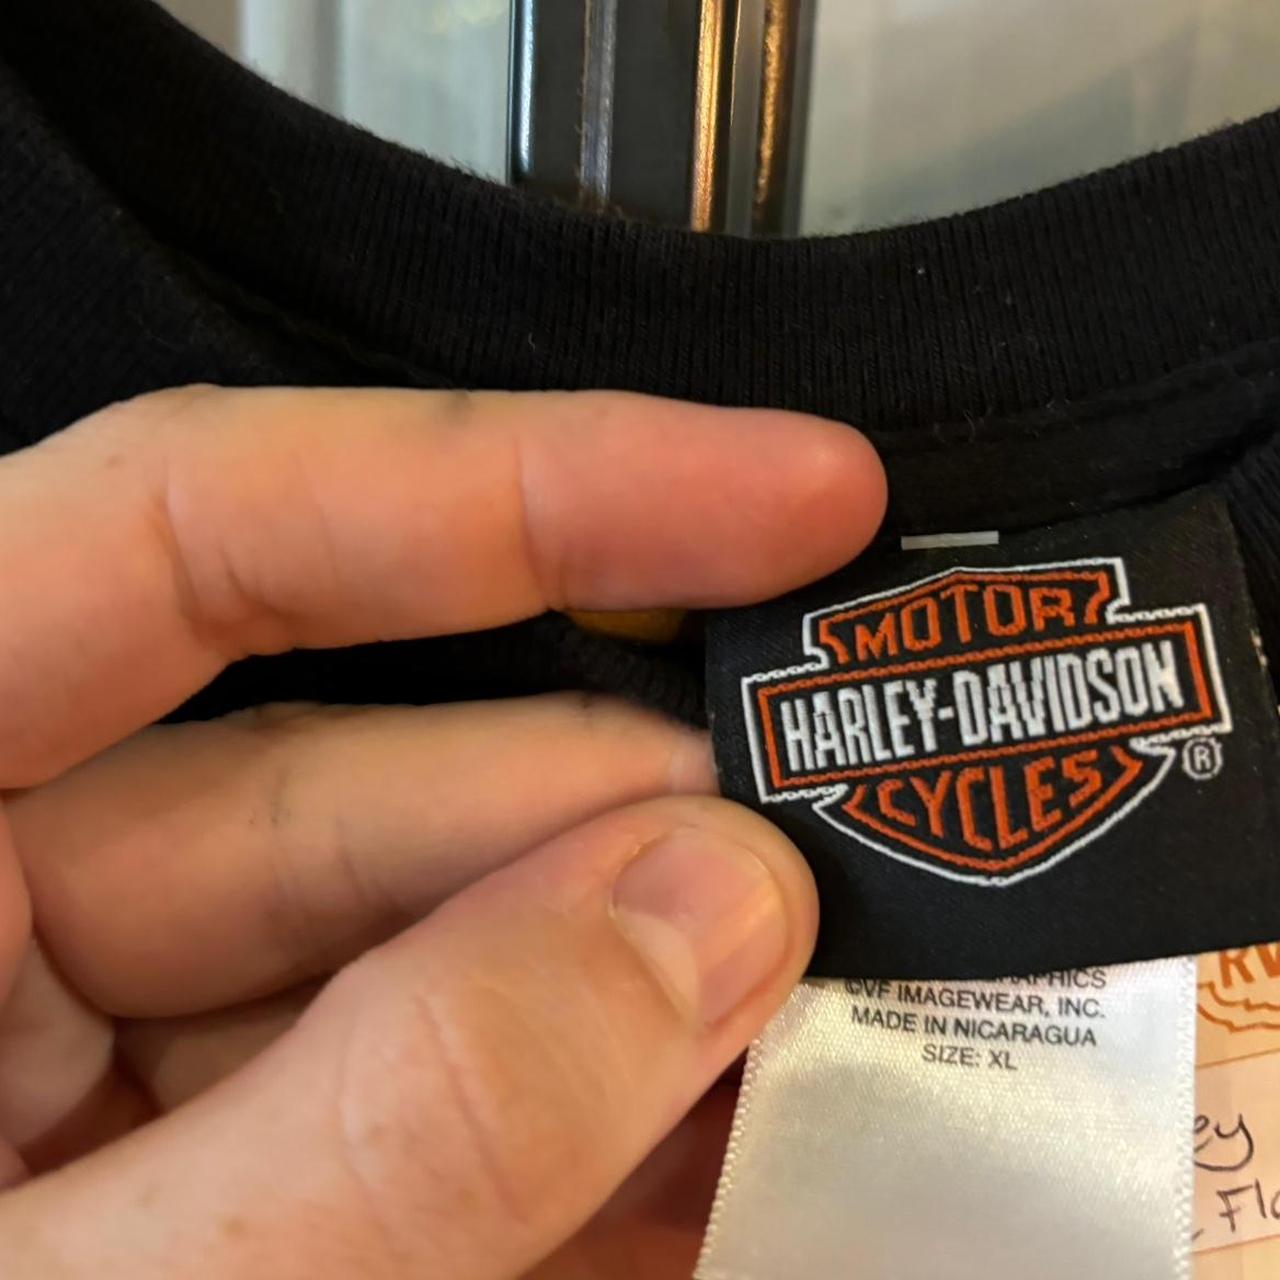 MOTOR
HARLEY-DAVIDSON
CYCLES
®
©VF IMAGEWEAR, INC.
MADE IN NICARAGUA
SIZE: XL